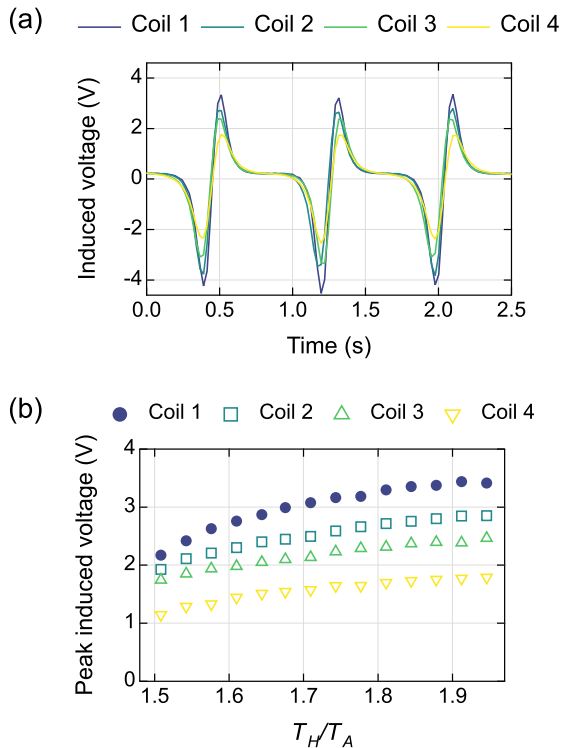 (a)
Coil 1 Coil 2 Coil 3 Coil 4
Induced voltage (V)
4
2
0
-2
-4
0.0 0.5 1.0 1.5 2.0 2.5
Time (s)
(b)
Coil 1 Coil 2 Coil 3 Coil 4
Peak induced voltage (V)
4
3
2
1
0
1.5 1.6 1.7 1.8 1.9
T_H/T_A